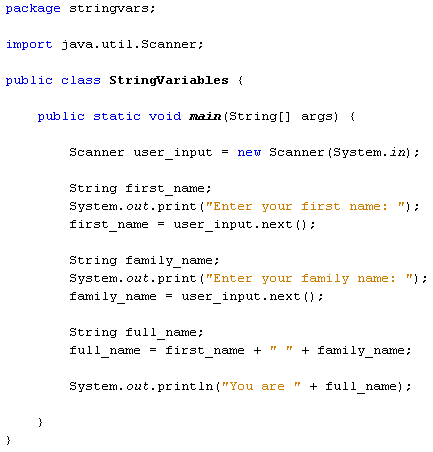 package stringvars;
import java.util.Scanner;
public class StringVariables {
public static void main(String[] args) {
Scanner user_input = new Scanner(System.in);
String first_name;
System.out.print("Enter your first name: ");
first_name = user_input.next();
String family_name;
System.out.print("Enter your family name: ");
family_name = user_input.next();
String full_name;
full_name = first_name + " " + family_name;
System.out.println("You are " + full_name);
}
}